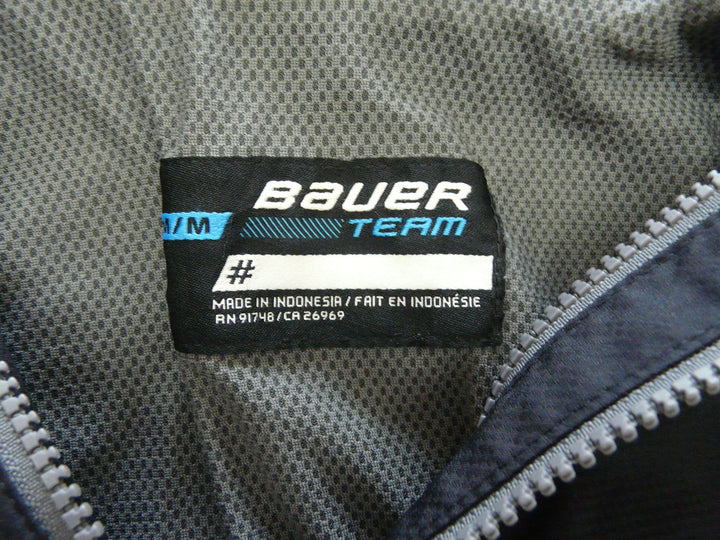 Bauer
TEAM
M/M
#
MADE IN INDONESIA / FAIT EN INDONÉSIE
RN 91748 / CA 26969